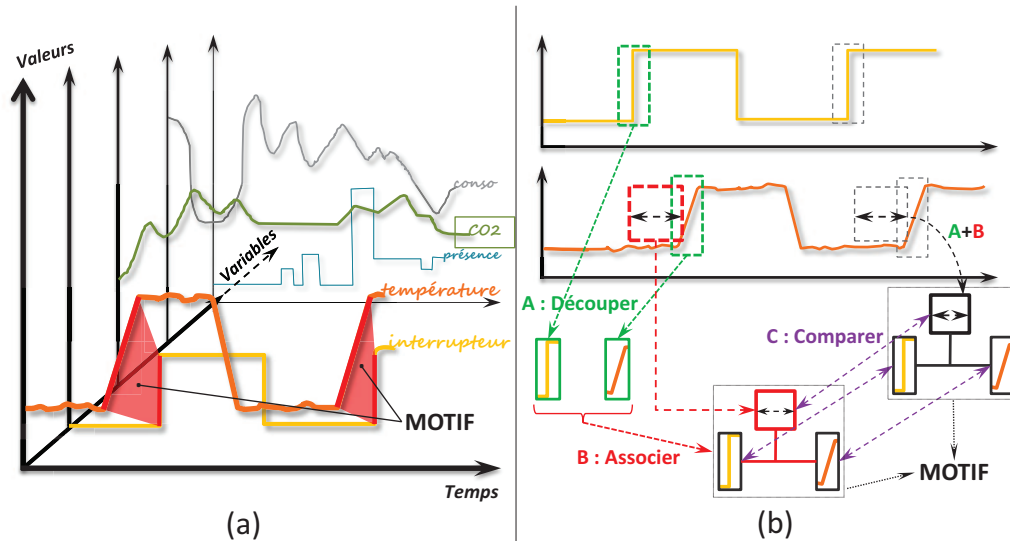 Valeurs
conso
CO2
Variables
présence
température
interrupteur
MOTIF
Temps
(a)
A+B
A : Découper
C : Comparer
B : Associer
MOTIF
(b)